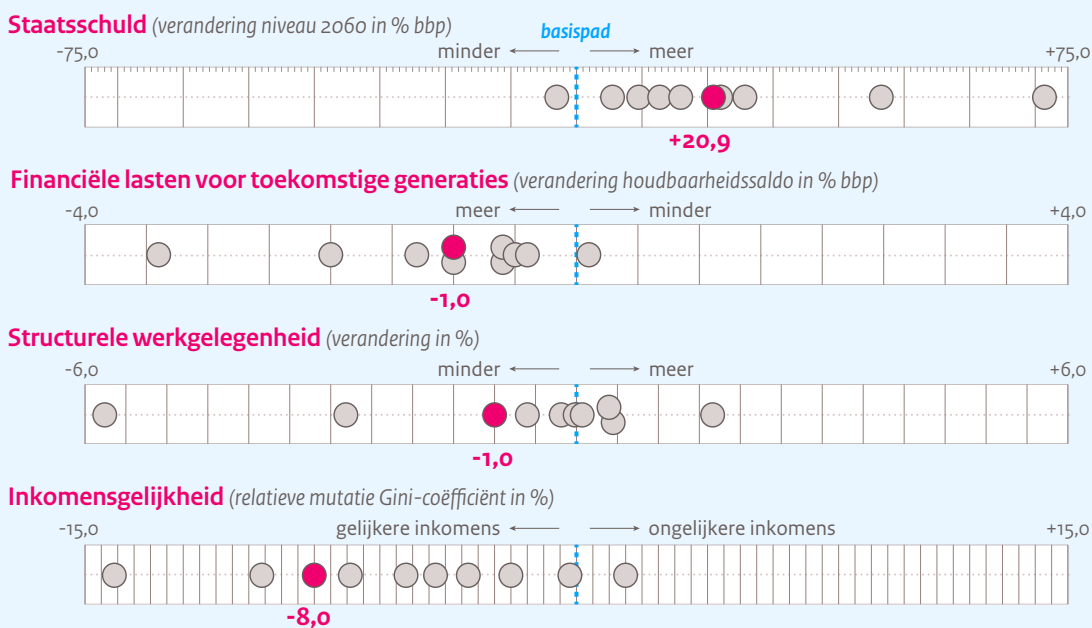 Staatsschuld (verandering niveau 2060 in % bbp)
basispad
-75,0 minder ← → meer +75,0
+20,9
Financiële lasten voor toekomstige generaties (verandering houdbaarheidssaldo in % bbp)
-4,0 meer ← → minder +4,0
-1,0
Structurele werkgelegenheid (verandering in %)
-6,0 minder ← → meer +6,0
-1,0
Inkomensgelijkheid (relatieve mutatie Gini-coëfficiënt in %)
-15,0 gelijkere inkomens ← → ongelijkere inkomens +15,0
-8,0